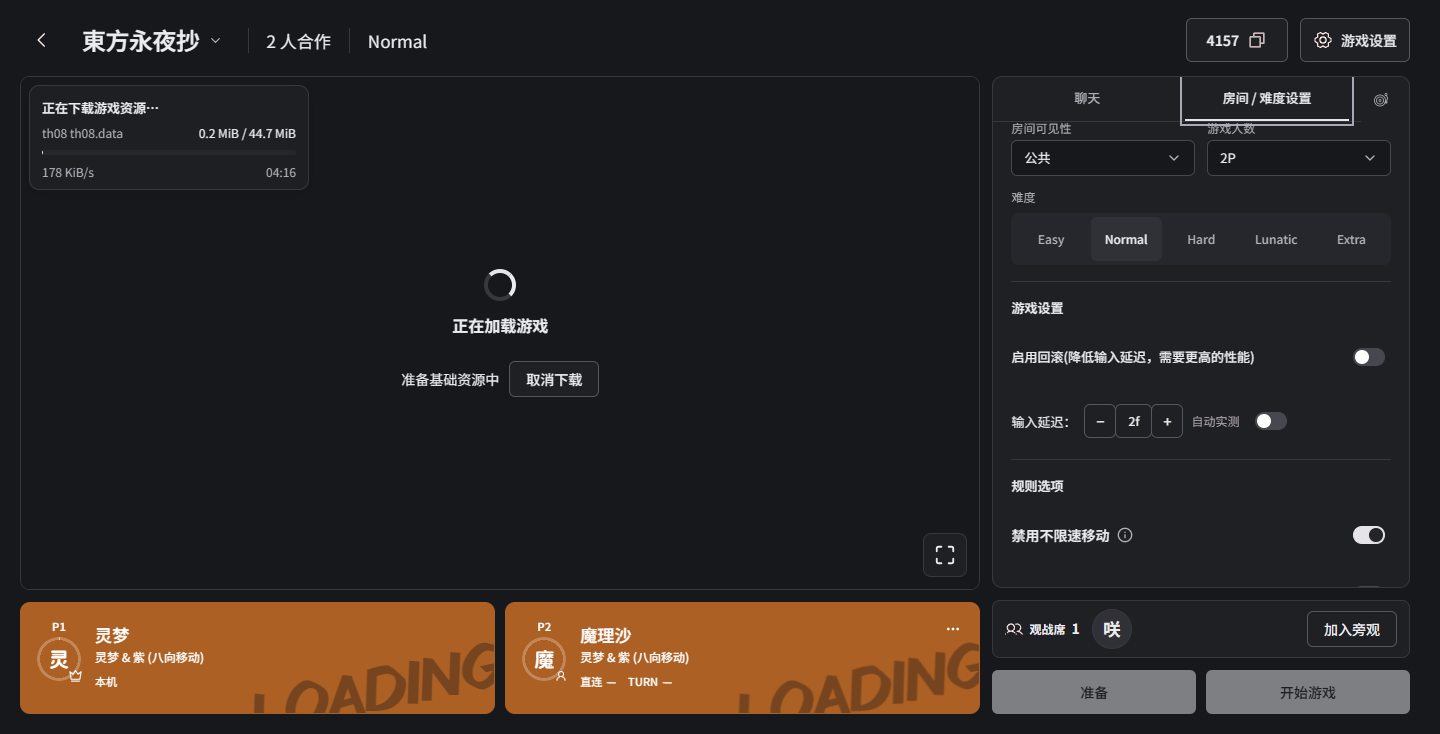 東方永夜抄
2 人合作
Normal
4157
游戏设置
正在下载游戏资源…
th08 th08.data
0.2 MiB / 44.7 MiB
178 KiB/s
04:16
正在加载游戏
准备基础资源中
取消下载
聊天
房间 / 难度设置
房间可见性
游戏人数
公共
2P
难度
Easy
Normal
Hard
Lunatic
Extra
游戏设置
启用回滚(降低输入延迟，需要更高的性能)
输入延迟：
−
2f
+
自动实测
规则选项
禁用不限速移动
P1
灵
灵梦
灵梦 & 紫 (八向移动)
本机
LOADING
P2
魔
魔理沙
灵梦 & 紫 (八向移动)
直连 —
TURN —
...
LOADING
观战席 1
咲
加入旁观
准备
开始游戏